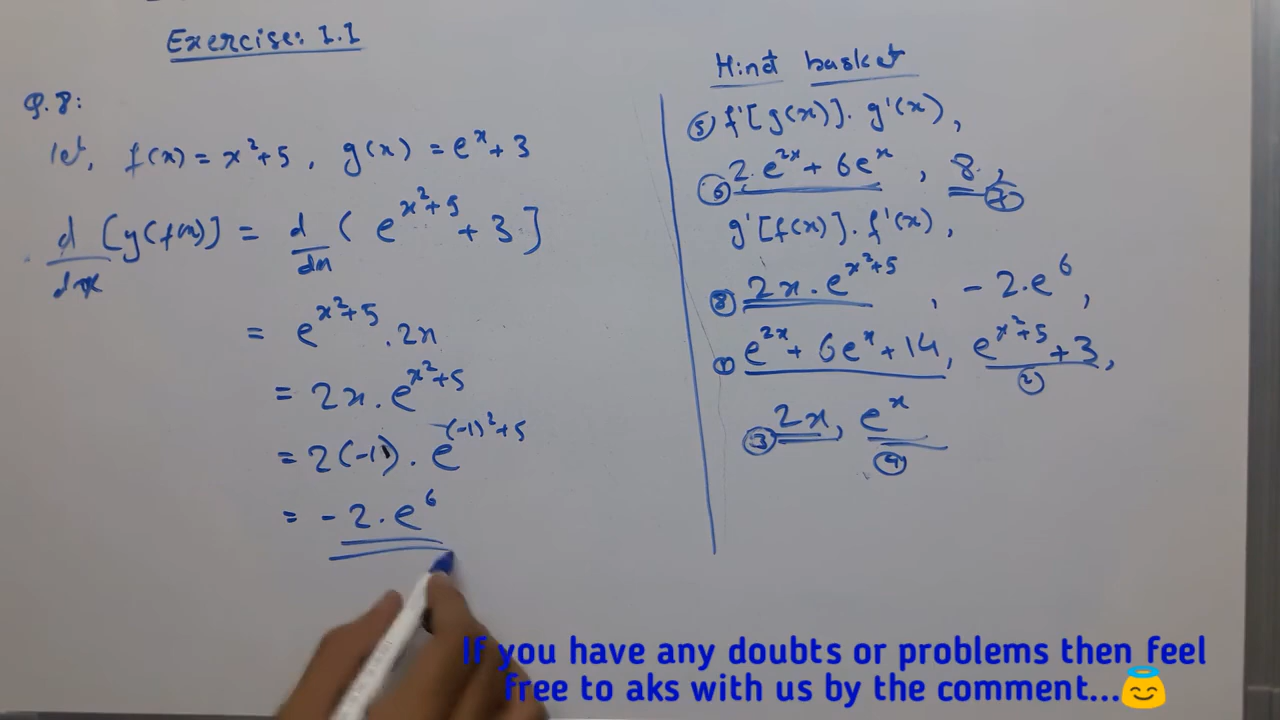 Exercise: 1.1
Q.8:
let, f(x) = x²+5 , g(x) = eˣ + 3
d/dx [g(f(x))] = d/dx ( e^(x²+5) + 3 ]
= e^(x²+5) . 2x
= 2x . e^(x²+5)
= 2(-1) . e^((-1)²+5)
= -2 . e⁶
Hint basket
⑤ f'[g(x)] . g'(x) ,
⑥ 2.e^(2x) + 6eˣ , 8 , ⑦
g'[f(x)] . f'(x) ,
⑧ 2x . e^(x²+5) , -2.e⁶ ,
① e^(2x) + 6eˣ + 14 , e^(x²+5) + 3 , ②
③ 2x , eˣ ④
If you have any doubts or problems then feel
free to aks with us by the comment...😇